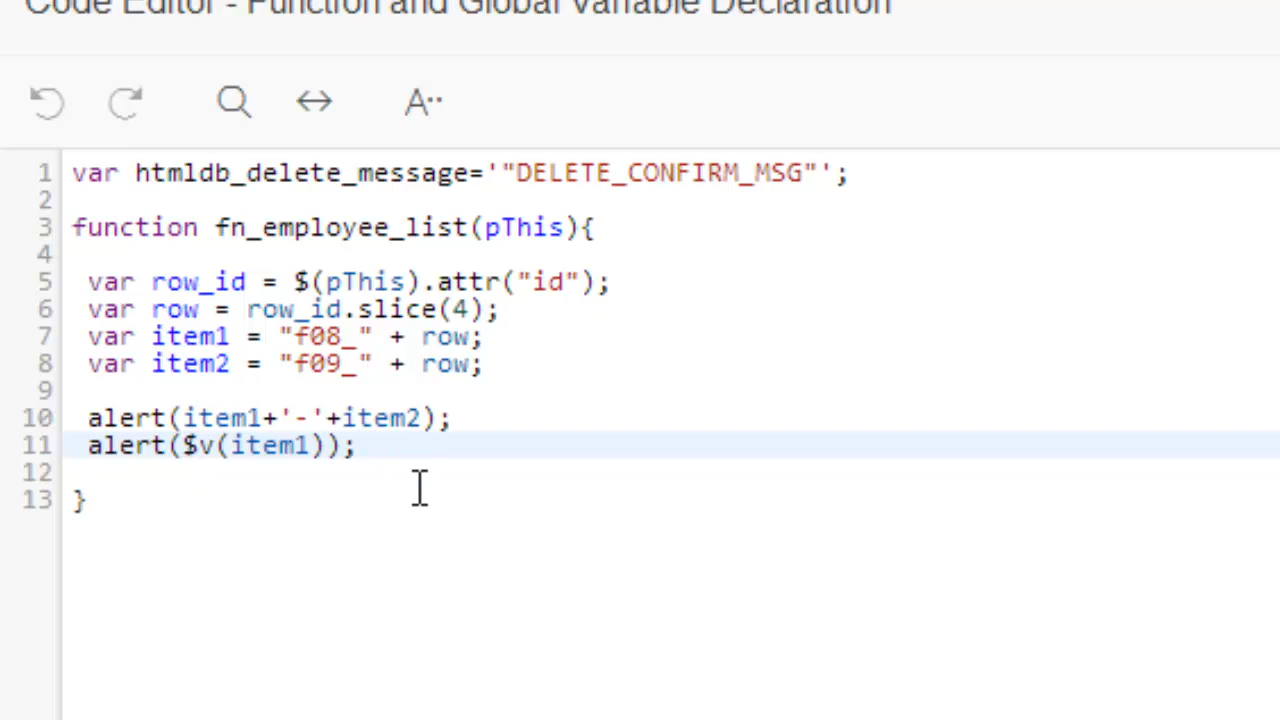 Code Editor - Function and Global Variable Declaration
A··
1 var htmldb_delete_message='"DELETE_CONFIRM_MSG"';
2
3 function fn_employee_list(pThis){
4
5 var row_id = $(pThis).attr("id");
6 var row = row_id.slice(4);
7 var item1 = "f08_" + row;
8 var item2 = "f09_" + row;
9
10 alert(item1+'-'+item2);
11 alert($v(item1));
12
13 }